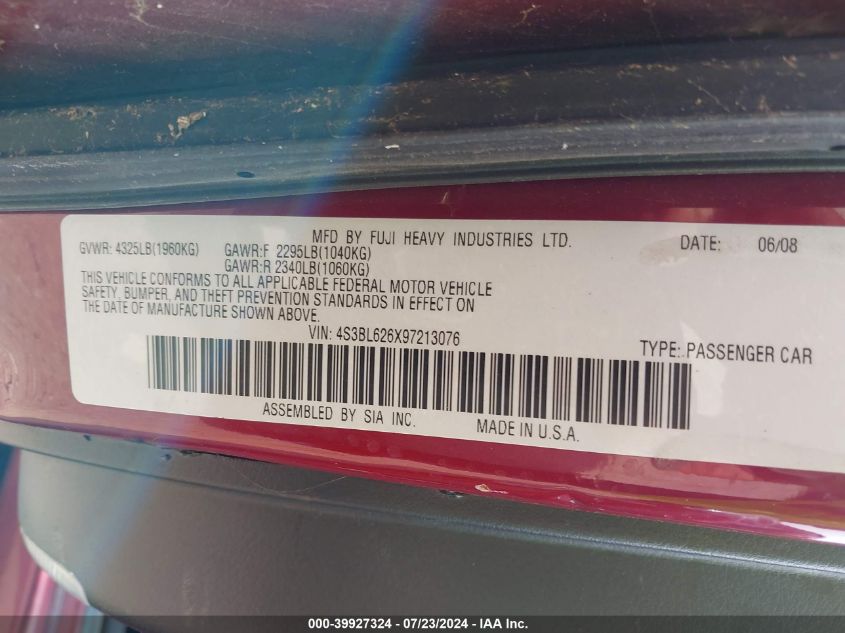 MFD BY FUJI HEAVY INDUSTRIES LTD. DATE: 06/08
GVWR: 4325LB(1960KG) GAWR:F 2295LB(1040KG)
GAWR:R 2340LB(1060KG)
THIS VEHICLE CONFORMS TO ALL APPLICABLE FEDERAL MOTOR VEHICLE
SAFETY, BUMPER, AND THEFT PREVENTION STANDARDS IN EFFECT ON
THE DATE OF MANUFACTURE SHOWN ABOVE.
VIN: 4S3BL626X97213076 TYPE: PASSENGER CAR
ASSEMBLED BY SIA INC. MADE IN U.S.A.
000-39927324 - 07/23/2024 - IAA Inc.